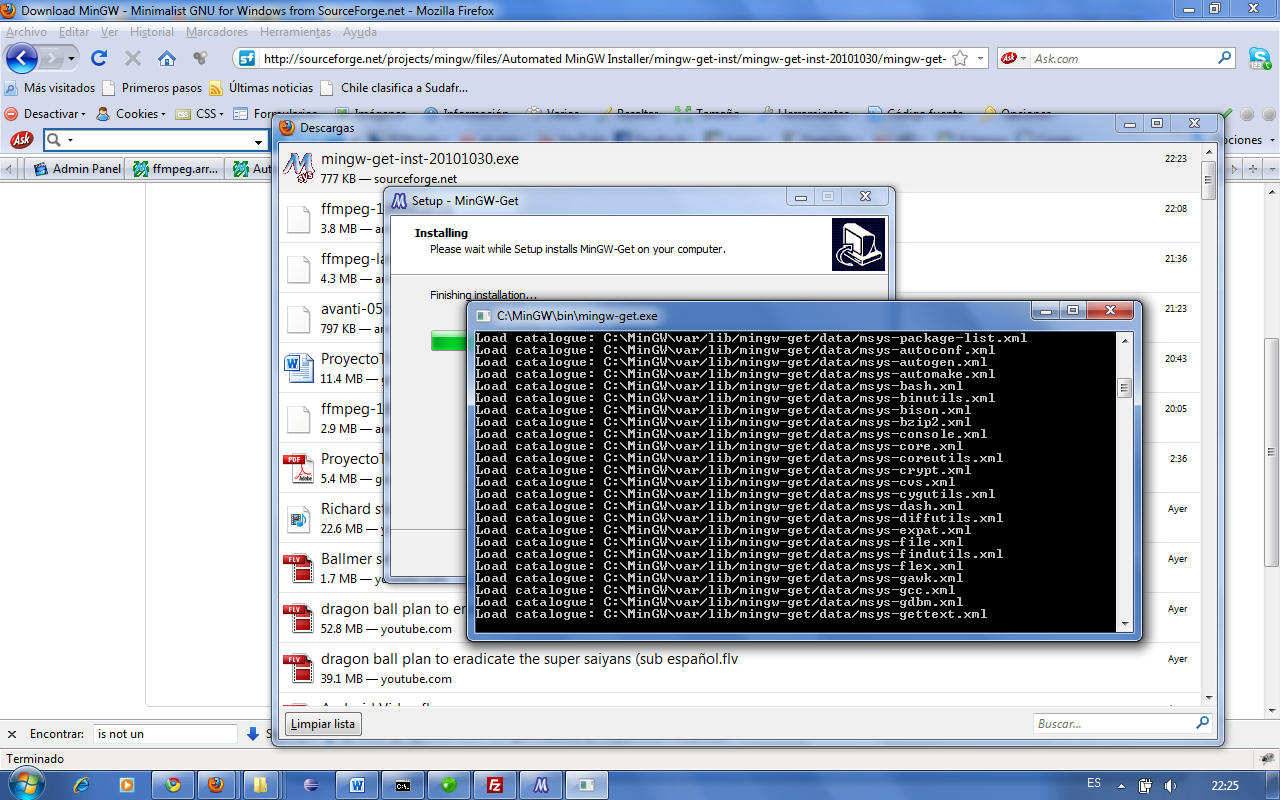 Download MinGW - Minimalist GNU for Windows from SourceForge.net - Mozilla Firefox
Archivo Editar Ver Historial Marcadores Herramientas Ayuda
http://sourceforge.net/projects/mingw/files/Automated MinGW Installer/mingw-get-inst/mingw-get-inst-20101030/mingw-get-
Ask Ask.com
Más visitados Primeros pasos Últimas noticias Chile clasifica a Sudafr...
Desactivar Cookies CSS Formularios Imágenes Información Varios Resaltar Tamaño Herramientas Código fuente Opciones
Ask
Admin Panel ffmpeg.arr...
Descargas
mingw-get-inst-20101030.exe 22:23
777 KB — sourceforge.net
ffmpeg-1 22:08
3.8 MB — a
ffmpeg-la 21:36
4.3 MB — a
avanti-05 21:23
797 KB — a
ProyectoT 20:43
11.4 MB — g
ffmpeg-1 20:05
2.9 MB — a
ProyectoT 2:36
5.4 MB — g
Richard s Ayer
22.6 MB — y
Ballmer s Ayer
1.7 MB — y
dragon ball plan to er Ayer
52.8 MB — youtube.com
dragon ball plan to eradicate the super saiyans (sub español.flv Ayer
39.1 MB — youtube.com
Limpiar lista Buscar...
Setup - MinGW-Get
Installing
Please wait while Setup installs MinGW-Get on your computer.
Finishing installation...
C:\MinGW\bin\mingw-get.exe
Load catalogue: C:\MinGW\var/lib/mingw-get/data/msys-package-list.xml
Load catalogue: C:\MinGW\var/lib/mingw-get/data/msys-autoconf.xml
Load catalogue: C:\MinGW\var/lib/mingw-get/data/msys-autogen.xml
Load catalogue: C:\MinGW\var/lib/mingw-get/data/msys-automake.xml
Load catalogue: C:\MinGW\var/lib/mingw-get/data/msys-bash.xml
Load catalogue: C:\MinGW\var/lib/mingw-get/data/msys-binutils.xml
Load catalogue: C:\MinGW\var/lib/mingw-get/data/msys-bison.xml
Load catalogue: C:\MinGW\var/lib/mingw-get/data/msys-bzip2.xml
Load catalogue: C:\MinGW\var/lib/mingw-get/data/msys-console.xml
Load catalogue: C:\MinGW\var/lib/mingw-get/data/msys-core.xml
Load catalogue: C:\MinGW\var/lib/mingw-get/data/msys-coreutils.xml
Load catalogue: C:\MinGW\var/lib/mingw-get/data/msys-crypt.xml
Load catalogue: C:\MinGW\var/lib/mingw-get/data/msys-cvs.xml
Load catalogue: C:\MinGW\var/lib/mingw-get/data/msys-cygutils.xml
Load catalogue: C:\MinGW\var/lib/mingw-get/data/msys-dash.xml
Load catalogue: C:\MinGW\var/lib/mingw-get/data/msys-diffutils.xml
Load catalogue: C:\MinGW\var/lib/mingw-get/data/msys-expat.xml
Load catalogue: C:\MinGW\var/lib/mingw-get/data/msys-file.xml
Load catalogue: C:\MinGW\var/lib/mingw-get/data/msys-findutils.xml
Load catalogue: C:\MinGW\var/lib/mingw-get/data/msys-flex.xml
Load catalogue: C:\MinGW\var/lib/mingw-get/data/msys-gawk.xml
Load catalogue: C:\MinGW\var/lib/mingw-get/data/msys-gcc.xml
Load catalogue: C:\MinGW\var/lib/mingw-get/data/msys-gdbm.xml
Load catalogue: C:\MinGW\var/lib/mingw-get/data/msys-gettext.xml
Encontrar: is not un
Terminado
ES 22:25